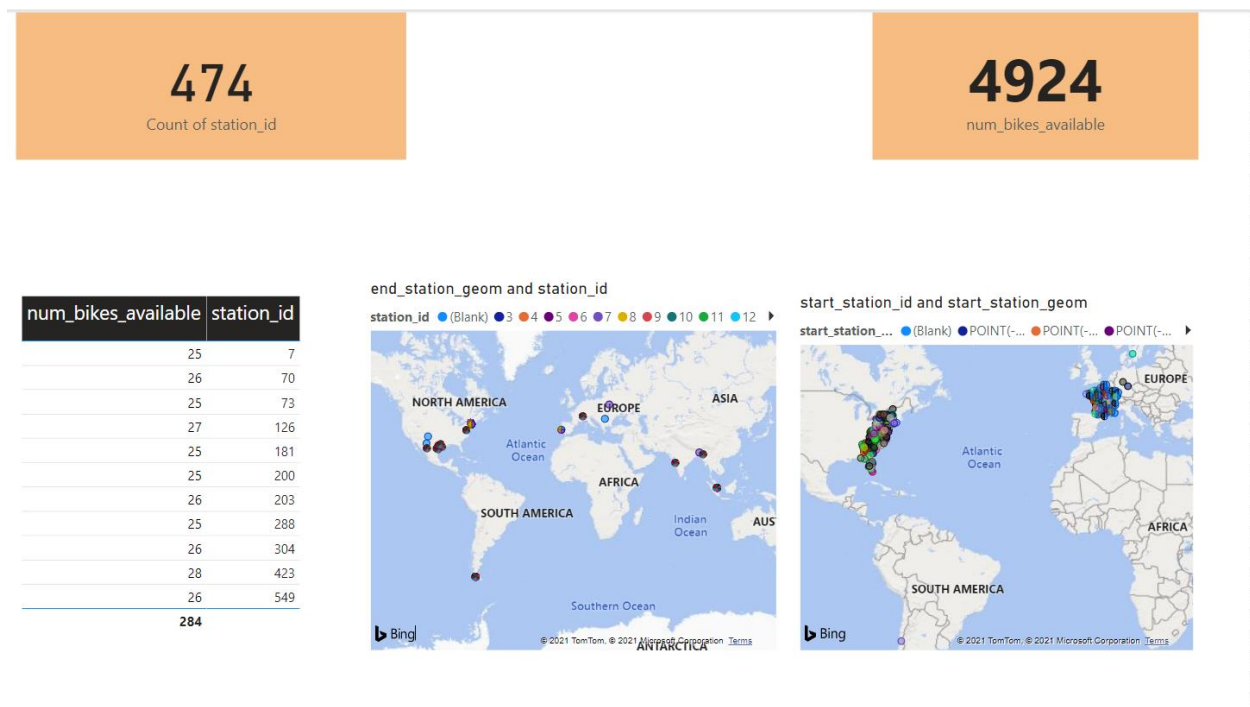 474
Count of station_id
4924
num_bikes_available
num_bikes_available station_id
25 7
26 70
25 73
27 126
25 181
25 200
26 203
25 288
26 304
28 423
26 549
284
end_station_geom and station_id
station_id (Blank) 3 4 5 6 7 8 9 10 11 12
NORTH AMERICA
EUROPE
ASIA
Atlantic
Ocean
AFRICA
SOUTH AMERICA
Indian
Ocean
AUS
Southern Ocean
Bing
© 2021 TomTom, © 2021 Microsoft Corporation Terms
ANTARCTICA
start_station_id and start_station_geom
start_station_... (Blank) POINT(-... POINT(-... POINT(-...
EUROPE
Atlantic
Ocean
AFRICA
SOUTH AMERICA
Bing
© 2021 TomTom, © 2021 Microsoft Corporation Terms